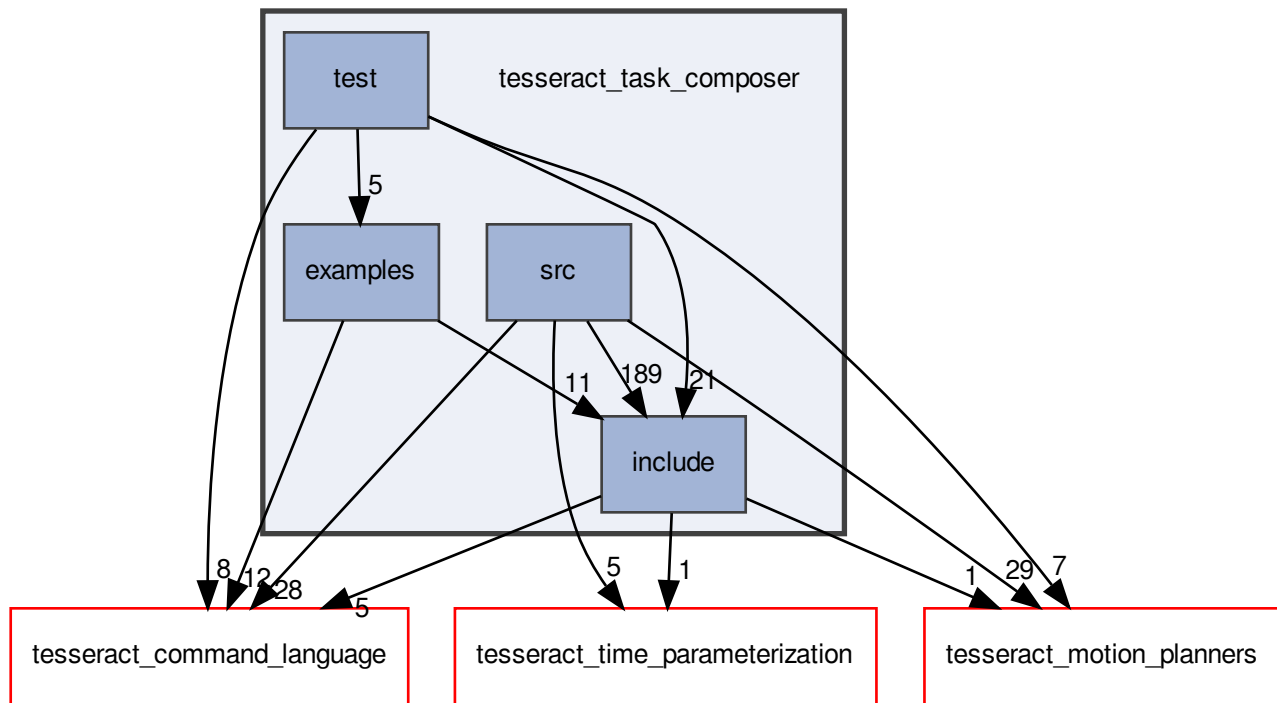 test
tesseract_task_composer
5
examples
src
11
189
21
include
8
12
28
5
5
1
1
29
7
tesseract_command_language
tesseract_time_parameterization
tesseract_motion_planners